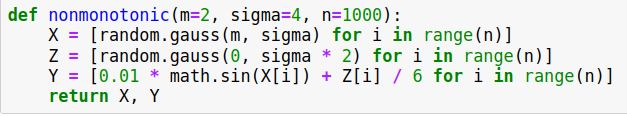 def nonmonotonic(m=2, sigma=4, n=1000):
    X = [random.gauss(m, sigma) for i in range(n)]
    Z = [random.gauss(0, sigma * 2) for i in range(n)]
    Y = [0.01 * math.sin(X[i]) + Z[i] / 6 for i in range(n)]
    return X, Y